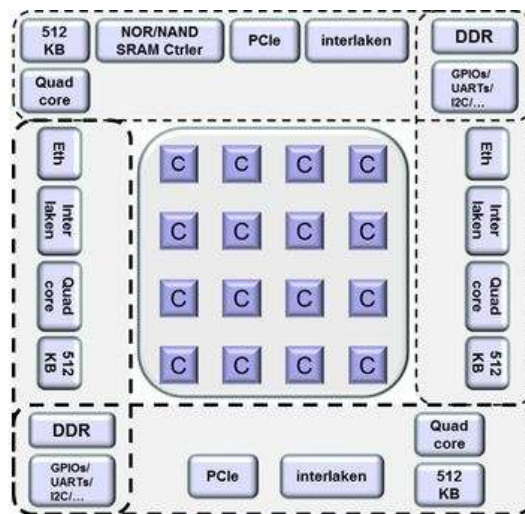 512
KB
NOR/NAND
SRAM Ctrler
PCIe
interlaken
DDR
Quad
core
GPIOs/
UARTs/
I2C/...
Eth
Inter
laken
Quad
core
512
KB
C C C C
C C C C
C C C C
C C C C
Eth
Inter
laken
Quad
core
512
KB
DDR
GPIOs/
UARTs/
I2C/...
PCIe
interlaken
Quad
core
512
KB